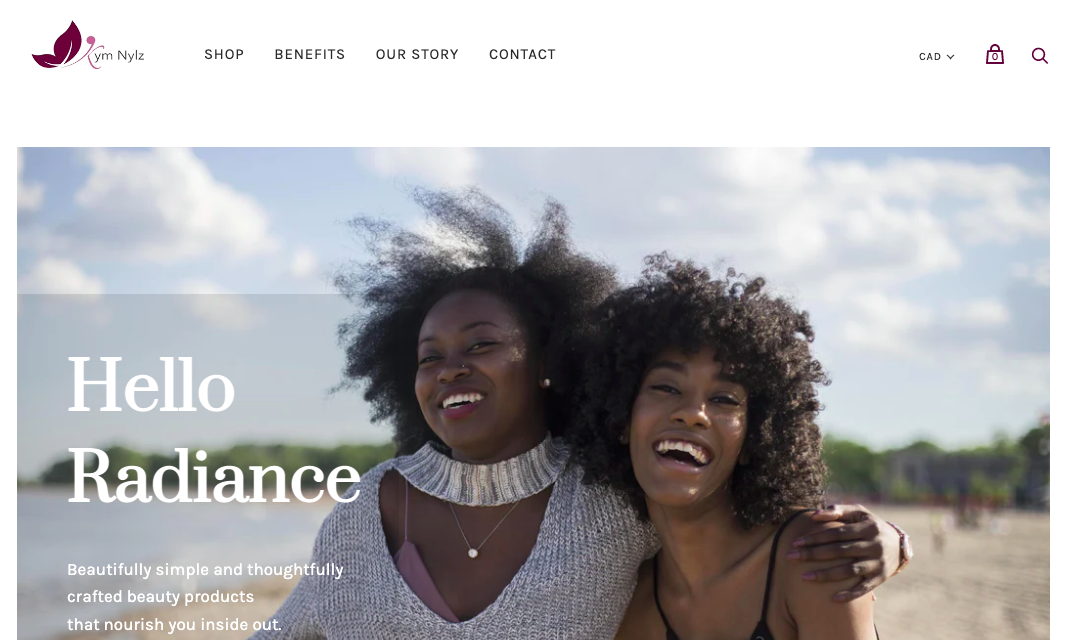 Kym Nylz
SHOP BENEFITS OUR STORY CONTACT
CAD
0
Hello
Radiance
Beautifully simple and thoughtfully
crafted beauty products
that nourish you inside out.